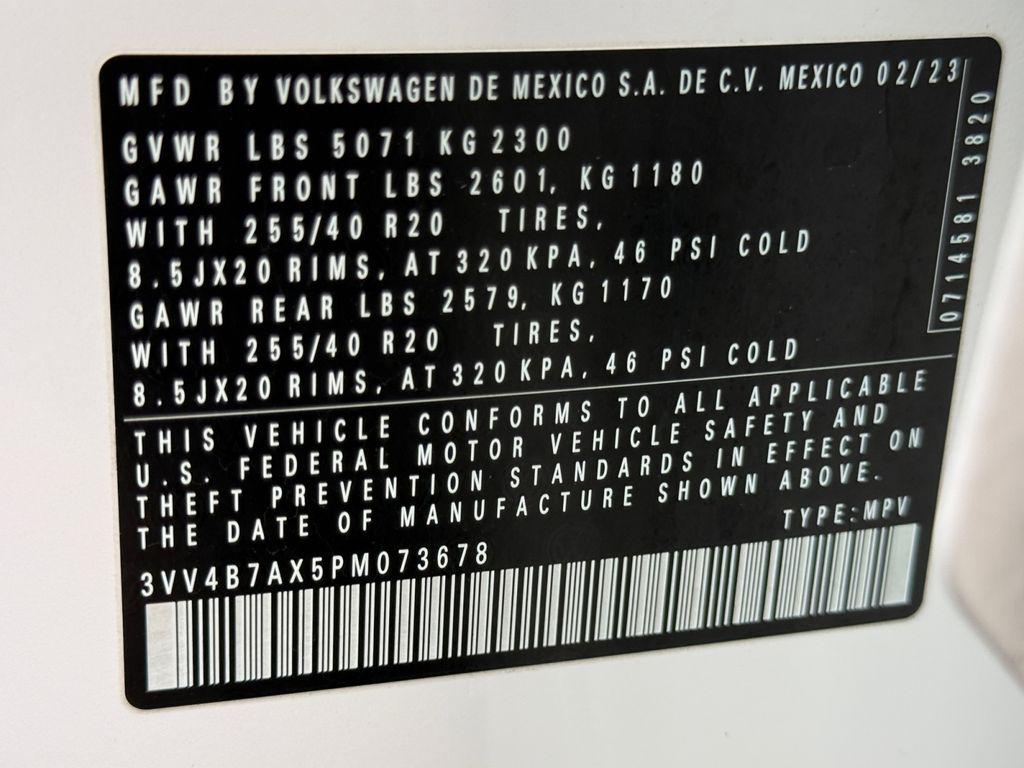 MFD BY VOLKSWAGEN DE MEXICO S.A. DE C.V. MEXICO 02/23
GVWR LBS 5071 KG 2300
GAWR FRONT LBS 2601, KG 1180
WITH 255/40 R20 TIRES,
8.5JX20 RIMS, AT 320 KPA, 46 PSI COLD
GAWR REAR LBS 2579, KG 1170
WITH 255/40 R20 TIRES,
8.5JX20 RIMS, AT 320 KPA, 46 PSI COLD
0714581 3820
THIS VEHICLE CONFORMS TO ALL APPLICABLE
U.S. FEDERAL MOTOR VEHICLE SAFETY AND
THEFT PREVENTION STANDARDS IN EFFECT ON
THE DATE OF MANUFACTURE SHOWN ABOVE.
TYPE: MPV
3VV4B7AX5PM073678